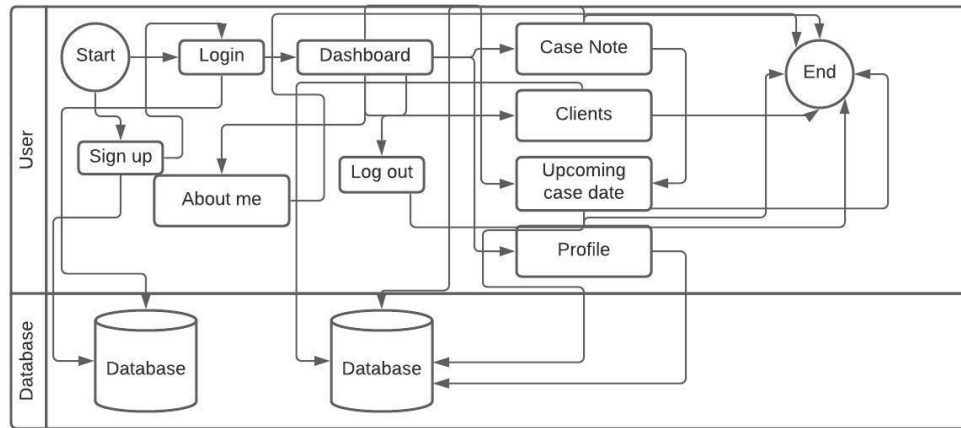 User
Start
Login
Dashboard
Case Note
End
Clients
Sign up
About me
Log out
Upcoming
case date
Profile
Database
Database
Database